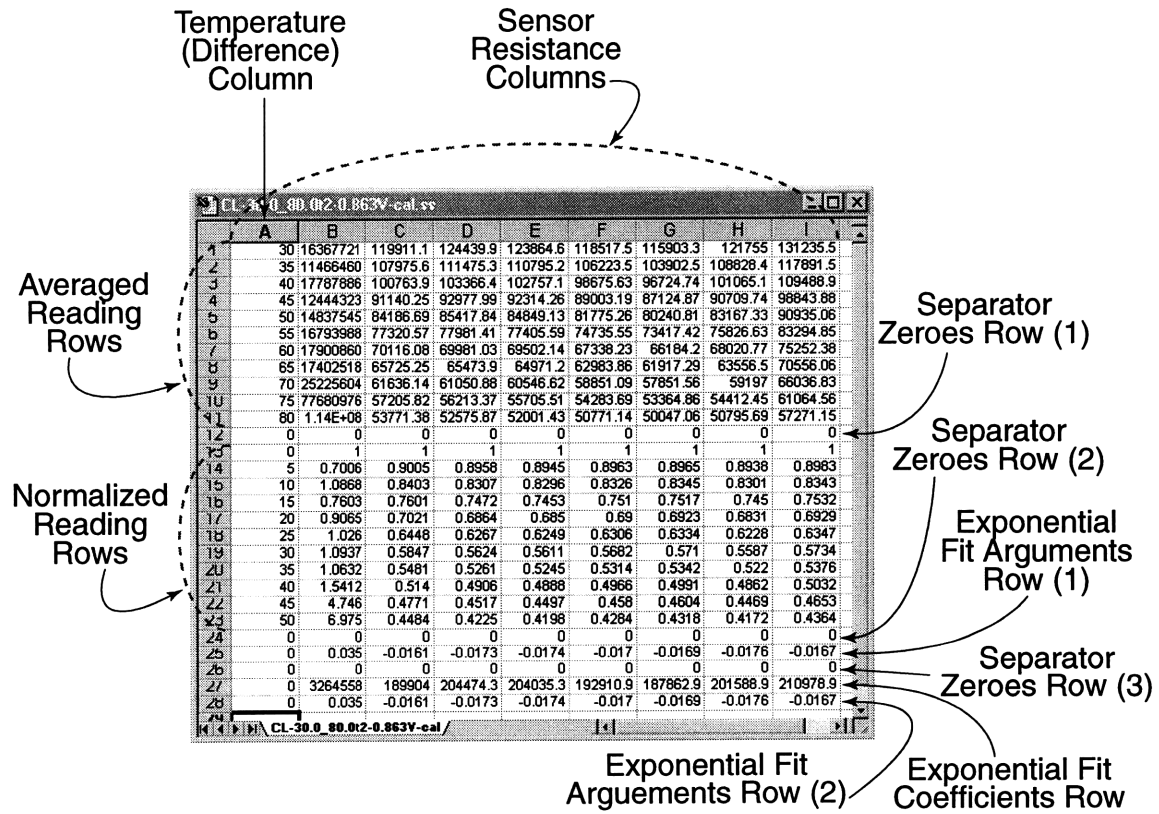 Temperature
(Difference)
Column
Sensor
Resistance
Columns
CL-30.0_80.0t2-0.863V-cal.ss
A B C D E F G H I
1 30 16367721 119911.1 124439.9 123864.6 118517.5 115903.3 121755 131235.5
2 35 11466460 107975.6 111475.3 110795.2 106223.5 103902.5 108828.4 117891.5
3 40 17787886 100763.9 103366.4 102757.1 98675.63 96724.74 101065.1 109488.9
4 45 12444323 91140.25 92977.99 92314.26 89003.19 87124.87 90709.74 98843.88
5 50 14837545 84186.69 85417.84 84849.13 81775.26 80240.81 83167.33 90935.06
6 55 16793988 77320.57 77981.41 77405.59 74735.55 73417.42 75826.63 83294.85
7 60 17900860 70116.08 69981.03 69502.14 67338.23 66184.2 68020.77 75252.38
8 65 17402518 65725.25 65473.9 64971.2 62983.86 61917.29 63556.5 70556.06
9 70 25225604 61636.14 61050.88 60546.62 58851.09 57851.56 59197 66036.83
10 75 77680976 57205.82 56213.37 55705.51 54283.69 53364.86 54412.45 61064.56
11 80 1.14E+08 53771.38 52575.87 52001.43 50771.14 50047.06 50795.69 57271.15
12 0 0 0 0 0 0 0 0 0
13 0 1 1 1 1 1 1 1 1
14 5 0.7006 0.9005 0.8958 0.8945 0.8963 0.8965 0.8938 0.8983
15 10 1.0868 0.8403 0.8307 0.8296 0.8326 0.8345 0.8301 0.8343
16 15 0.7603 0.7601 0.7472 0.7453 0.751 0.7517 0.745 0.7532
17 20 0.9065 0.7021 0.6864 0.685 0.69 0.6923 0.6831 0.6929
18 25 1.026 0.6448 0.6267 0.6249 0.6306 0.6334 0.6228 0.6347
19 30 1.0937 0.5847 0.5624 0.5611 0.5682 0.571 0.5587 0.5734
20 35 1.0632 0.5481 0.5261 0.5245 0.5314 0.5342 0.522 0.5376
21 40 1.5412 0.514 0.4906 0.4888 0.4966 0.4991 0.4862 0.5032
22 45 4.746 0.4771 0.4517 0.4497 0.458 0.4604 0.4469 0.4653
23 50 6.975 0.4484 0.4225 0.4198 0.4284 0.4318 0.4172 0.4364
24 0 0 0 0 0 0 0 0 0
25 0 0.035 -0.0161 -0.0173 -0.0174 -0.017 -0.0169 -0.0176 -0.0167
26 0 0 0 0 0 0 0 0 0
27 0 3264558 189904 204474.3 204035.3 192910.9 187862.9 201588.9 210978.9
28 0 0.035 -0.0161 -0.0173 -0.0174 -0.017 -0.0169 -0.0176 -0.0167
29
CL-30.0_80.0t2-0.863V-cal
Averaged
Reading
Rows
Normalized
Reading
Rows
Separator
Zeroes Row (1)
Separator
Zeroes Row (2)
Exponential
Fit Arguments
Row (1)
Separator
Zeroes Row (3)
Exponential Fit
Arguements Row (2)
Exponential Fit
Coefficients Row